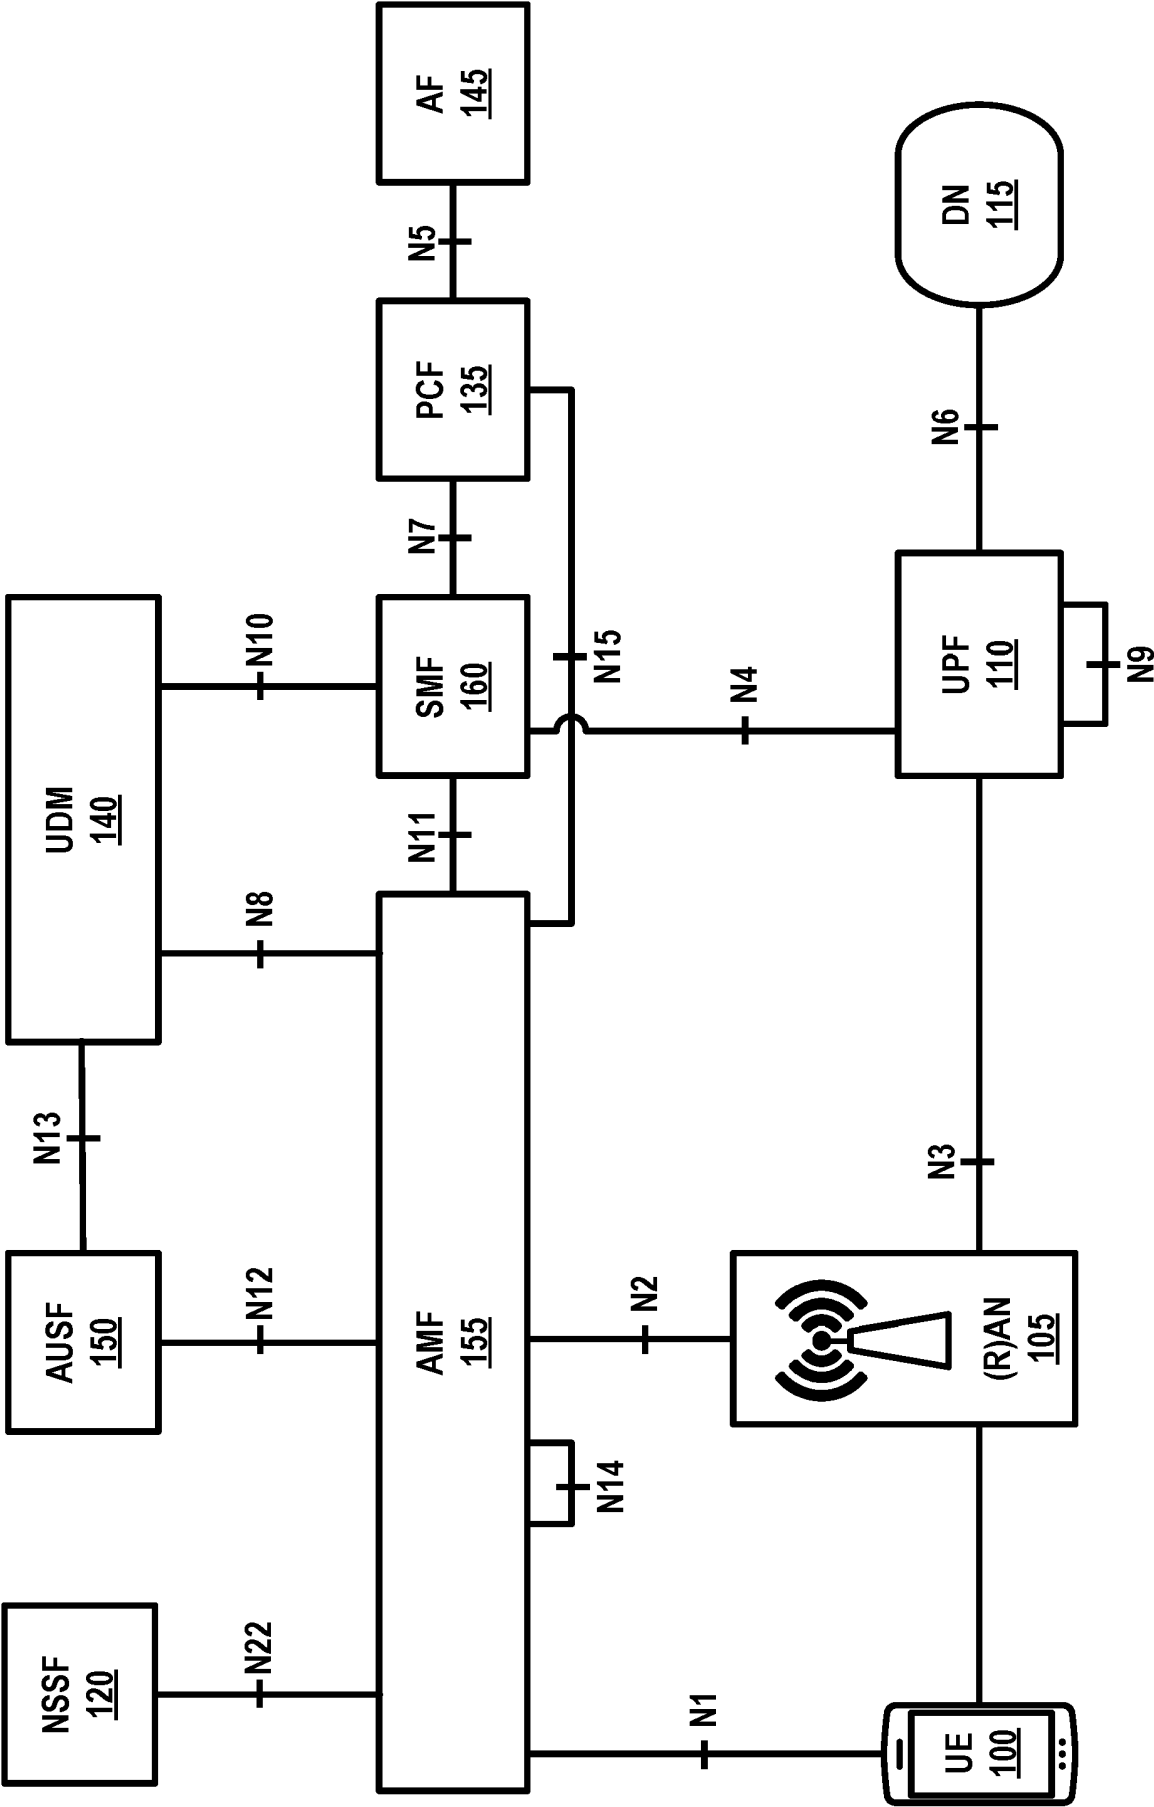 NSSF
120
AUSF
150
UDM
140
N13
N22
N12
N8
N10
AMF
155
N11
SMF
160
N7
PCF
135
N5
AF
145
N14
N15
N1
N2
N4
UE
100
(R)AN
105
N3
UPF
110
N9
N6
DN
115